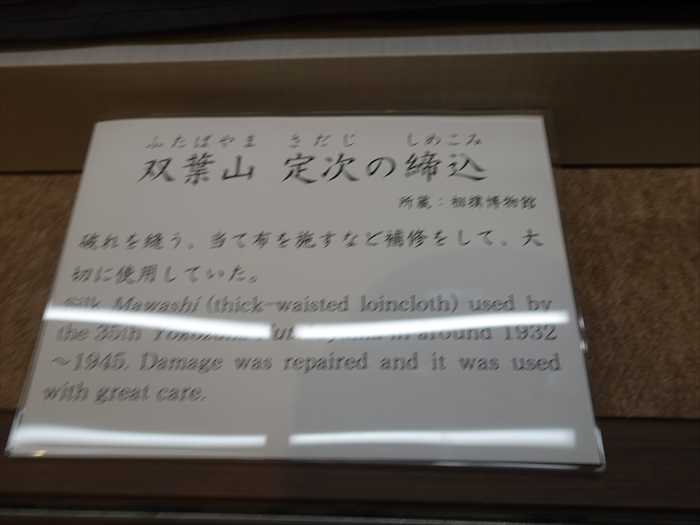 ふたばやま さだじ しめこみ
双葉山 定次の締込
所蔵：相撲博物館
破れを縫う、当て布を施すなど補修をして、大
切に使用していた。
Silk Mawashi (thick-waisted loincloth) used by
the 35th Yokozuna Futabayama in around 1932
～1945. Damage was repaired and it was used
with great care.